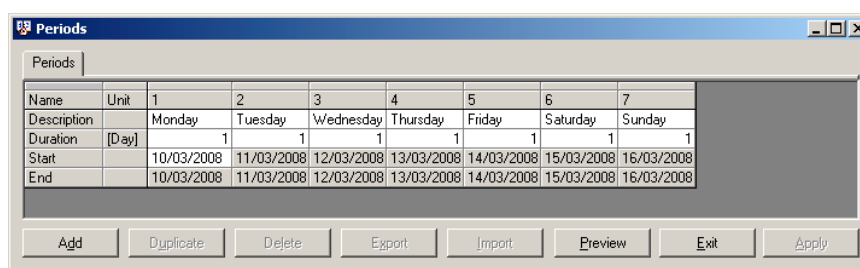 Periods
Periods
Name Unit 1 2 3 4 5 6 7
Description Monday Tuesday Wednesday Thursday Friday Saturday Sunday
Duration [Day] 1 1 1 1 1 1 1
Start 10/03/2008 11/03/2008 12/03/2008 13/03/2008 14/03/2008 15/03/2008 16/03/2008
End 10/03/2008 11/03/2008 12/03/2008 13/03/2008 14/03/2008 15/03/2008 16/03/2008
Add Duplicate Delete Export Import Preview Exit Apply